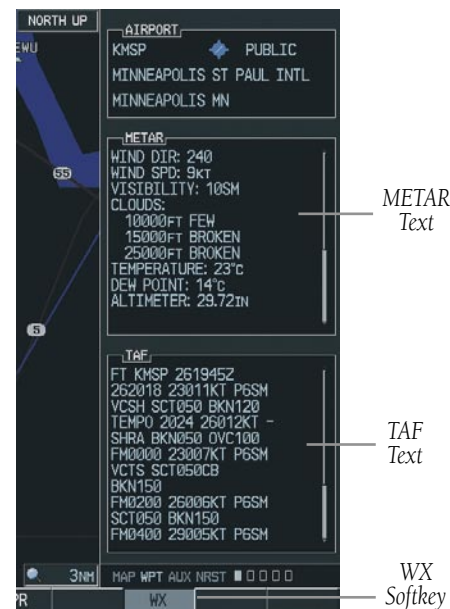 NORTH UP
EWU
55
5
3NM
AIRPORT
KMSP PUBLIC
MINNEAPOLIS ST PAUL INTL
MINNEAPOLIS MN
METAR
WIND DIR: 240
WIND SPD: 9KT
VISIBILITY: 10SM
CLOUDS:
10000FT FEW
15000FT BROKEN
25000FT BROKEN
TEMPERATURE: 23°C
DEW POINT: 14°C
ALTIMETER: 29.72IN
METAR
Text
TAF
FT KMSP 261945Z
262018 23011KT P6SM
VCSH SCT050 BKN120
TEMPO 2024 26012KT -
SHRA BKN050 OVC100
FM0000 23007KT P6SM
VCTS SCT050CB
BKN150
FM0200 26006KT P6SM
SCT050 BKN150
FM0400 29005KT P6SM
TAF
Text
MAP WPT AUX NRST
PR
WX
WX
Softkey